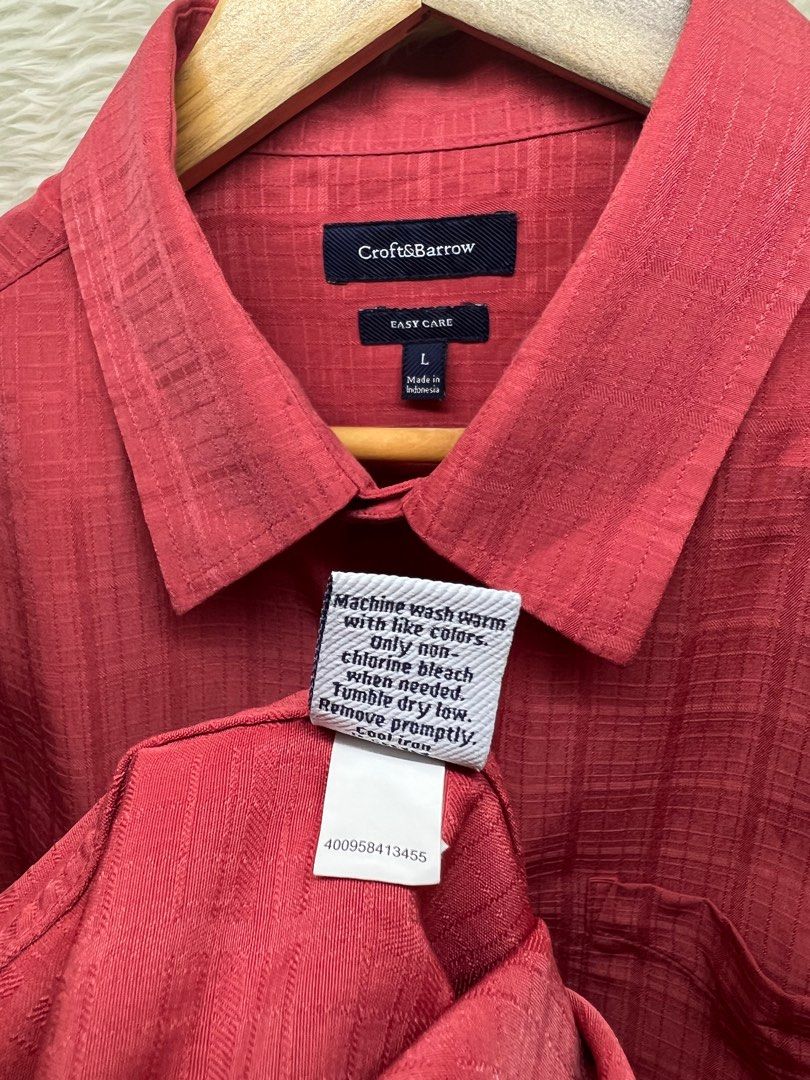 Croft&Barrow
EASY CARE
L
Made in
Indonesia
Machine wash warm
with like colors.
Only non-
chlorine bleach
when needed.
Tumble dry low.
Remove promptly.
Cool iron
400958413455